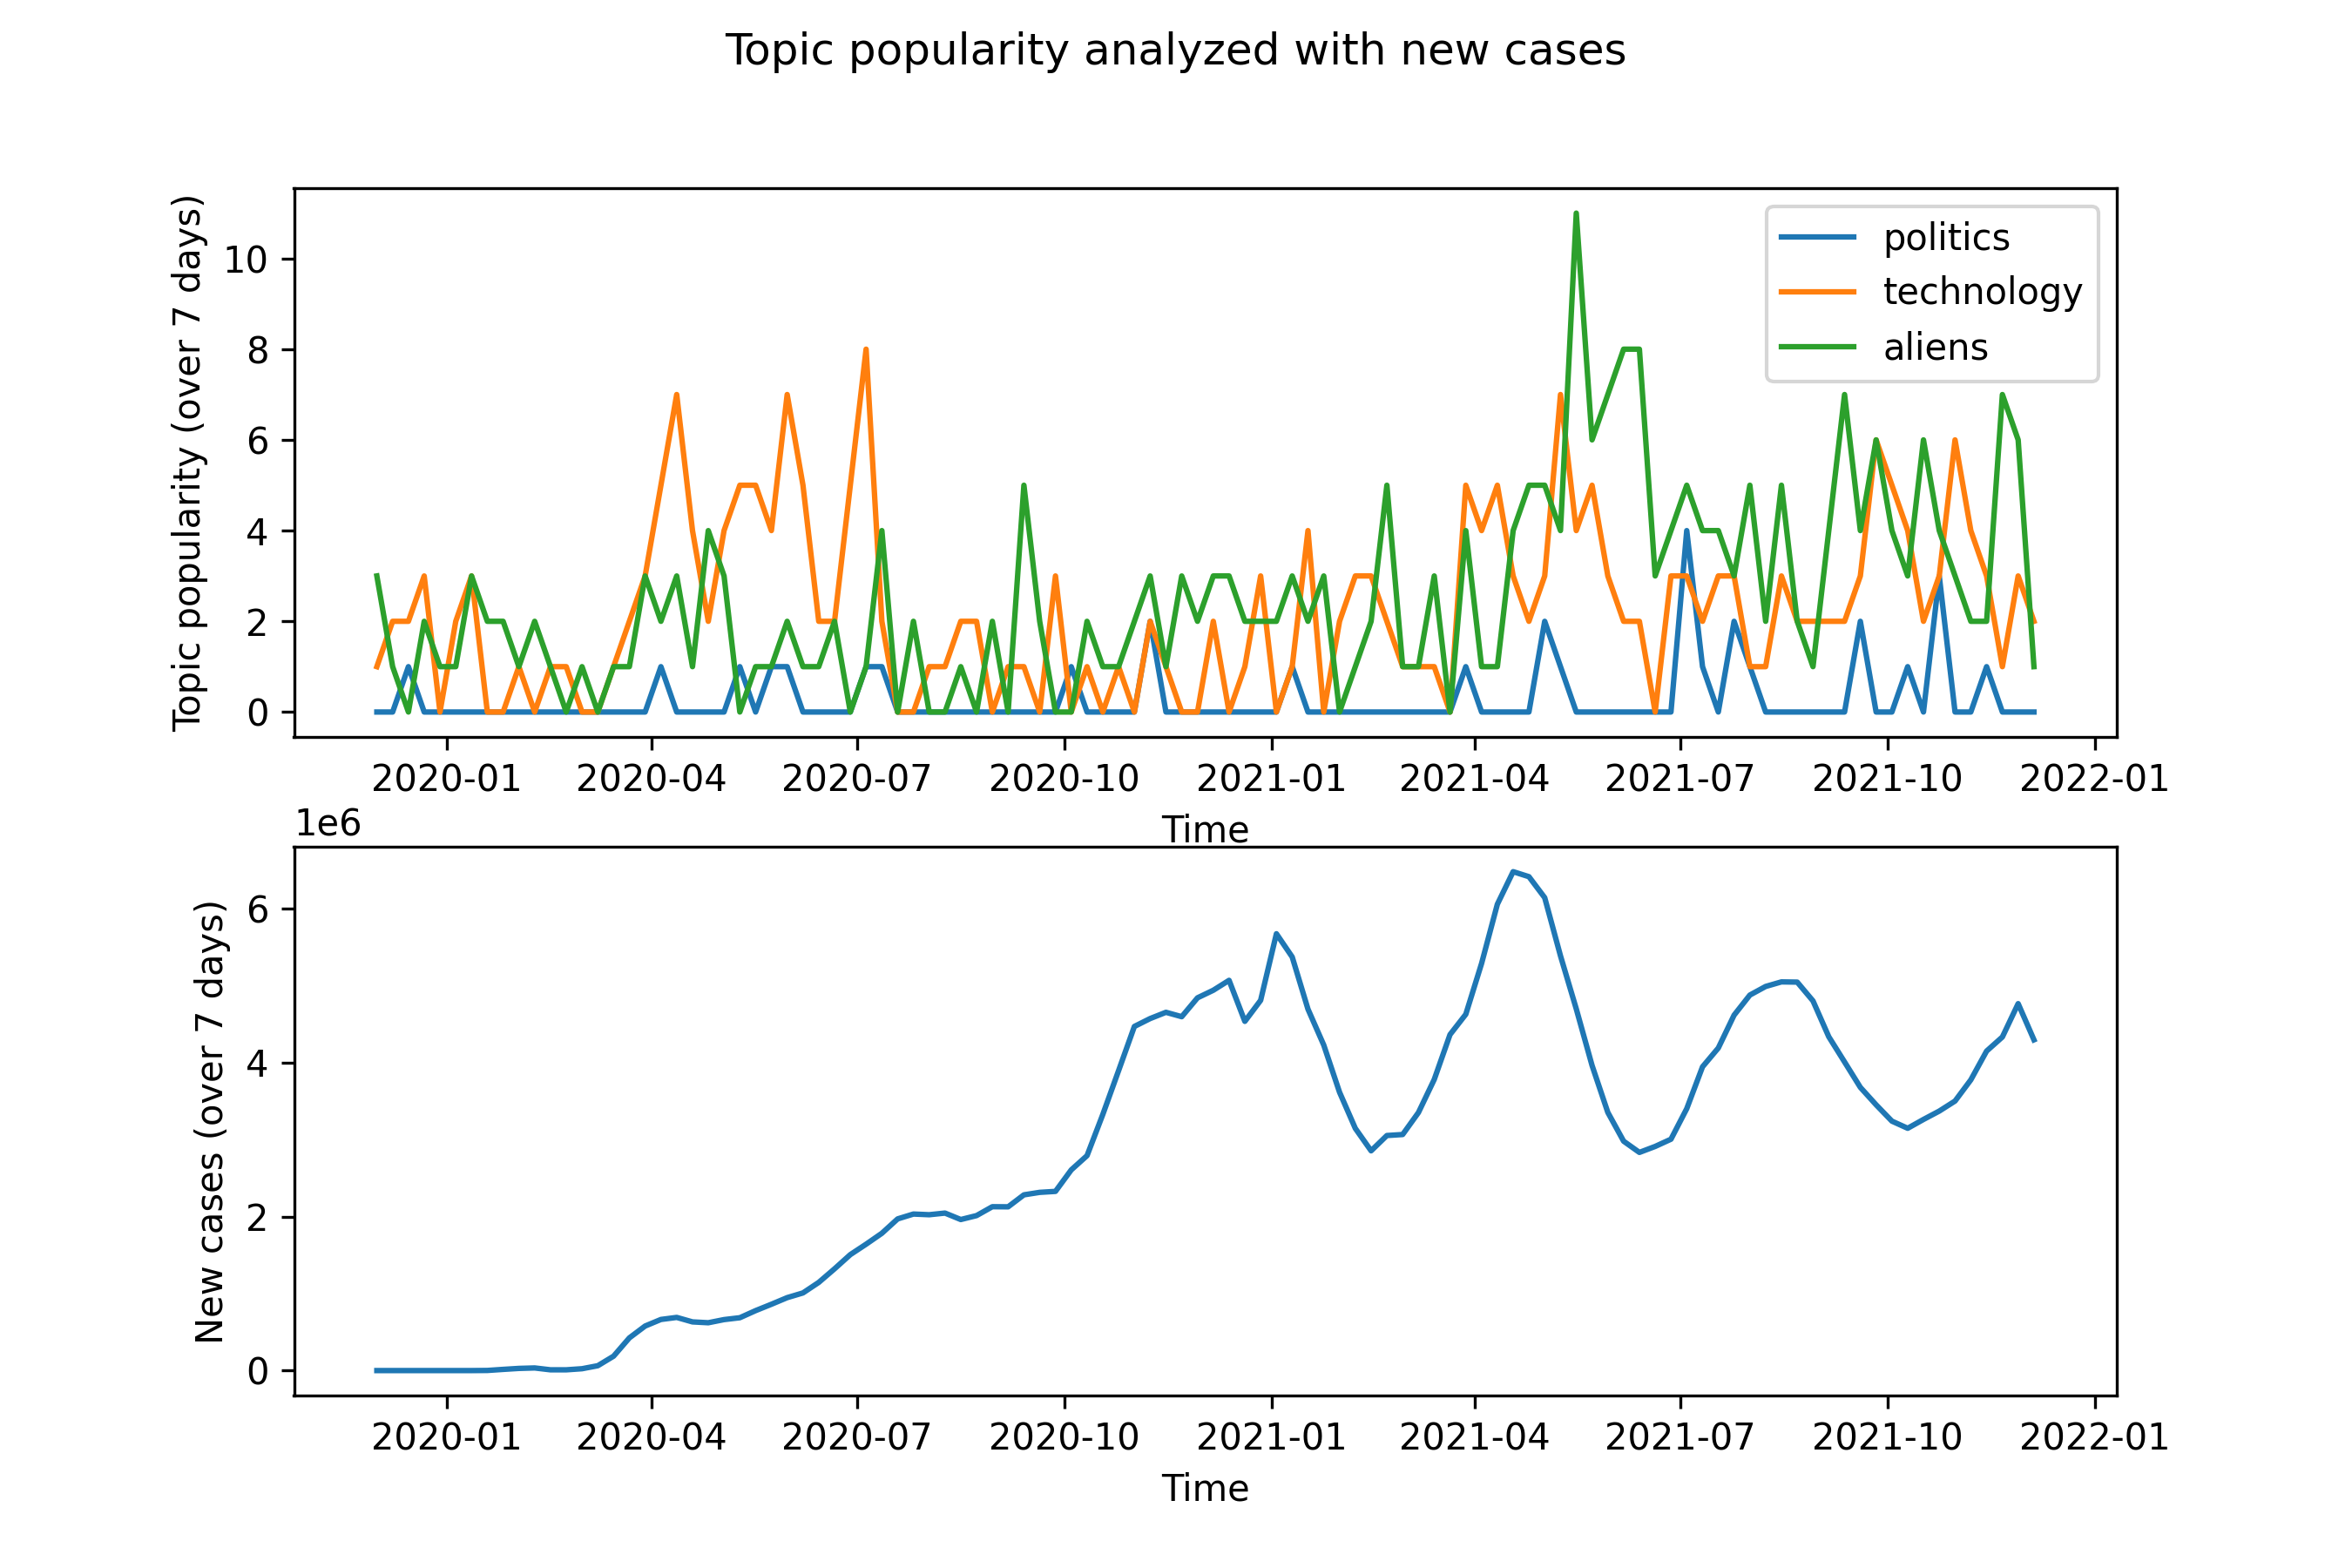 Topic popularity analyzed with new cases
Topic popularity (over 7 days)
10
8
6
4
2
0
politics
technology
aliens
2020-01 2020-04 2020-07 2020-10 2021-01 2021-04 2021-07 2021-10 2022-01
Time
1e6
New cases (over 7 days)
6
4
2
0
2020-01 2020-04 2020-07 2020-10 2021-01 2021-04 2021-07 2021-10 2022-01
Time